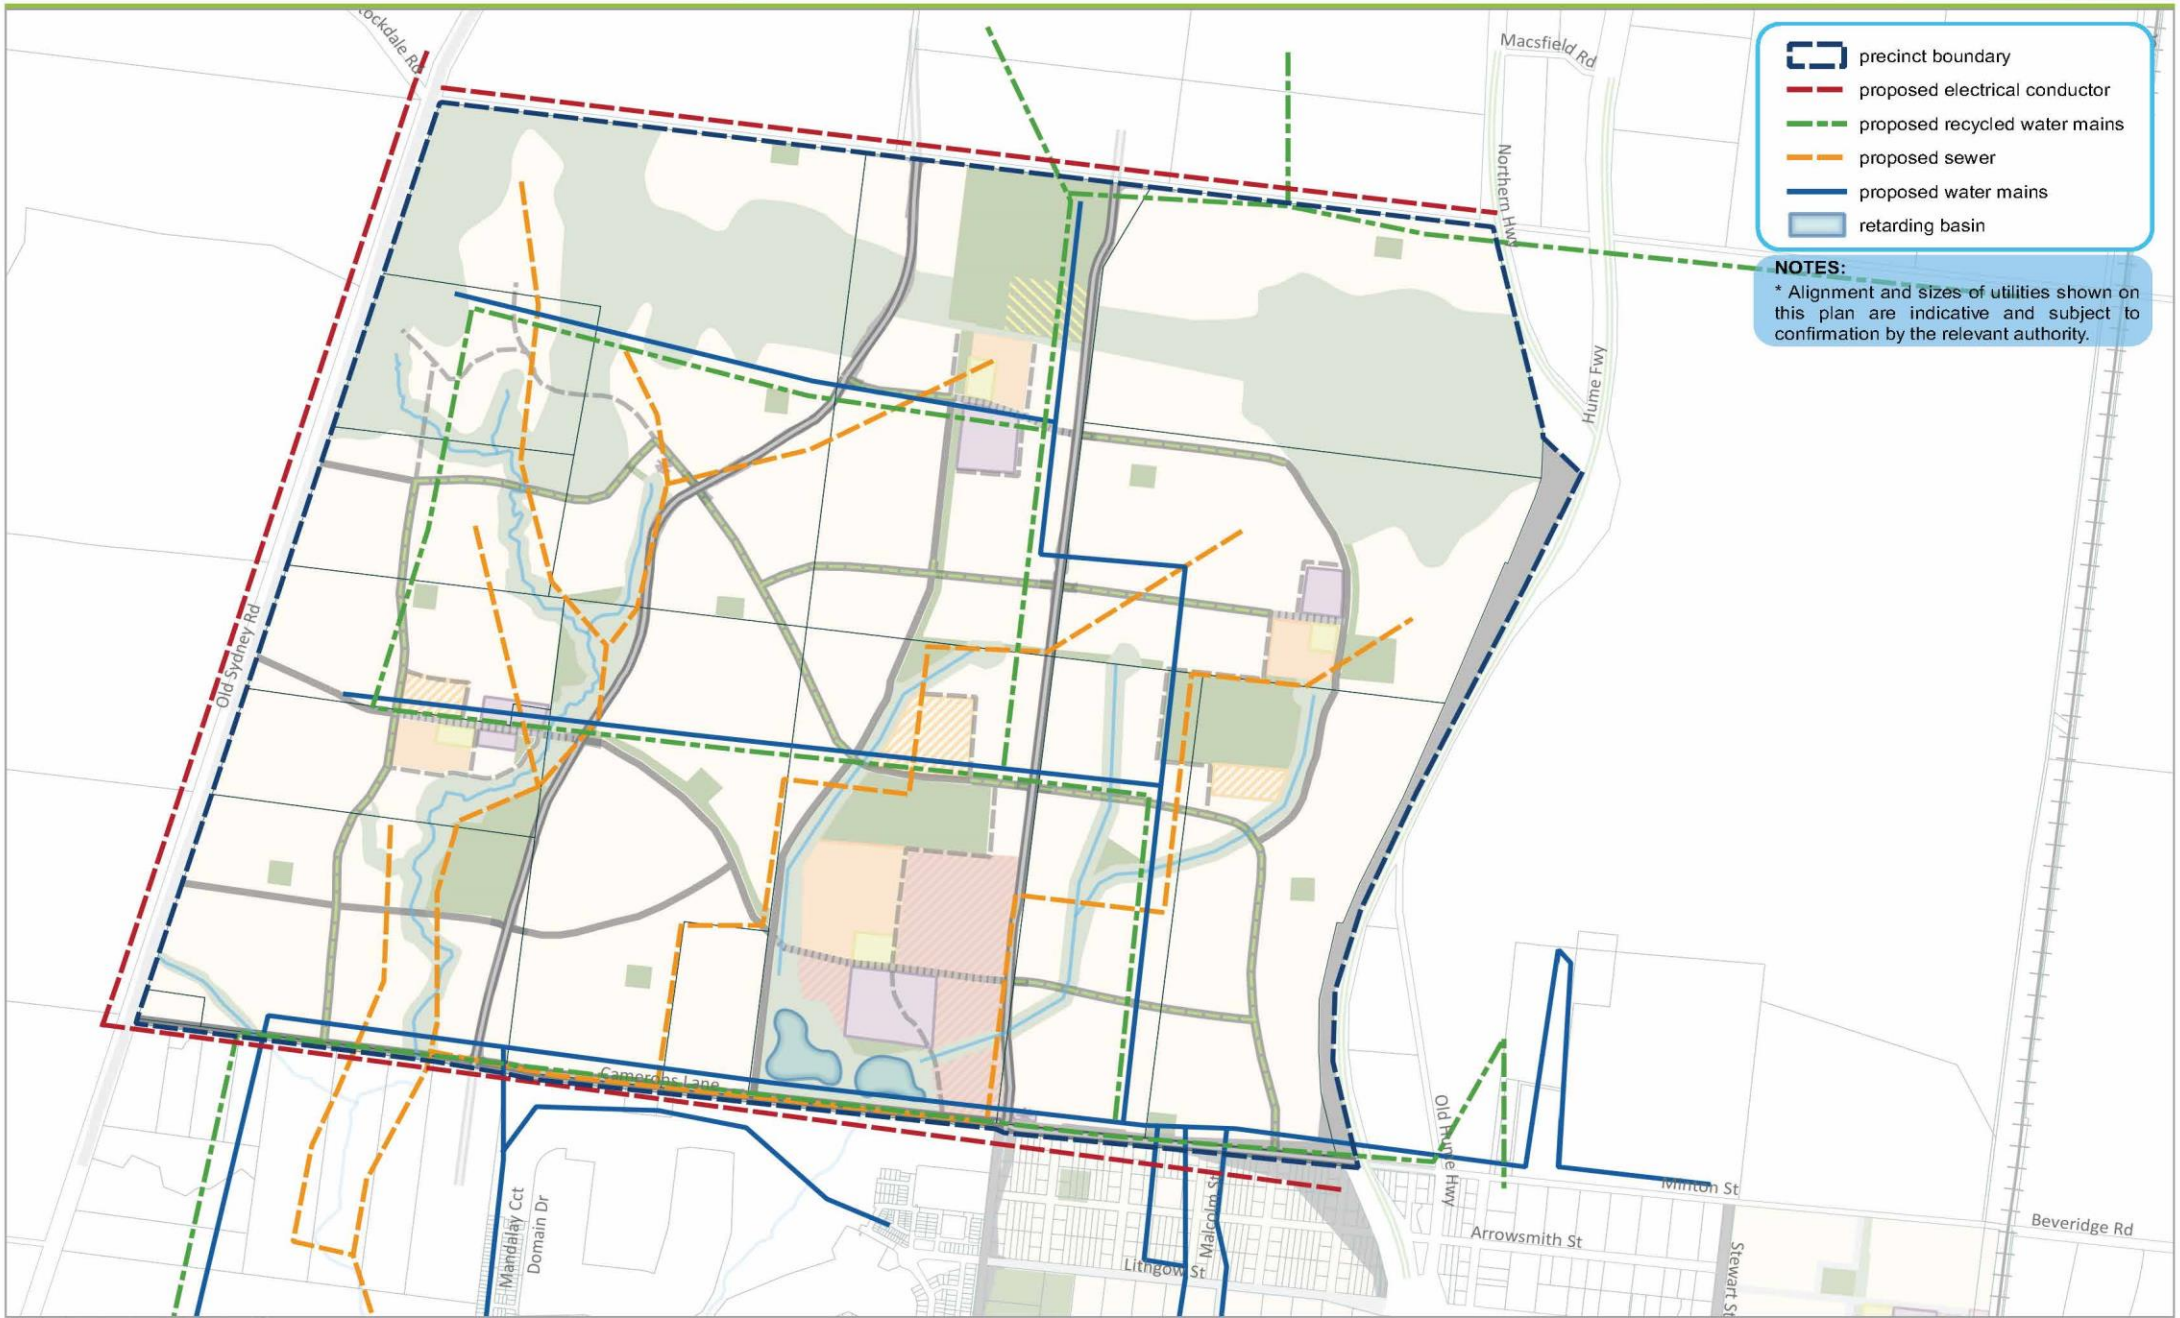 ockdale Rd
Macsfield Rd
precinct boundary
proposed electrical conductor
proposed recycled water mains
proposed sewer
proposed water mains
retarding basin
NOTES:
* Alignment and sizes of utilities shown on
this plan are indicative and subject to
confirmation by the relevant authority.
Northern Hwy
Hume Fwy
Old Sydney Rd
Camerons Lane
Old Hume Hwy
Mandalay Cct
Domain Dr
Malcolm St
Lithgow St
Minton St
Arrowsmith St
Stewart St
Beveridge Rd